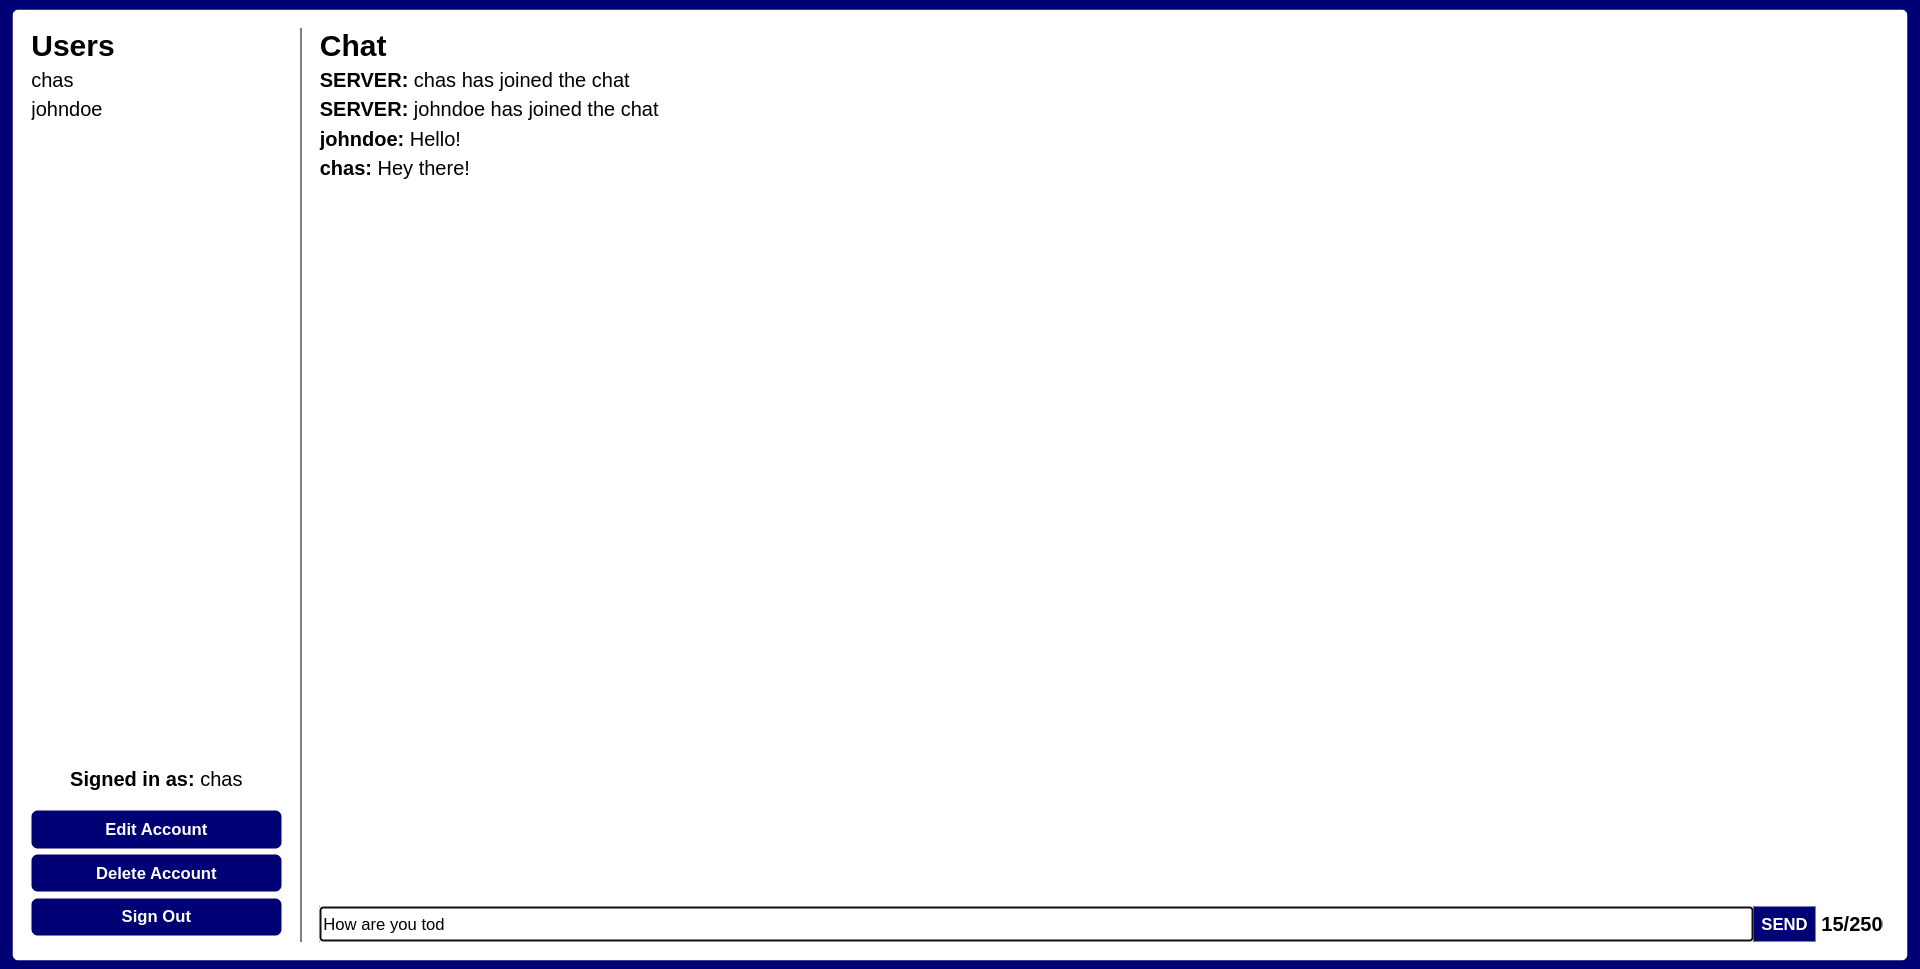 Users
chas
johndoe
Signed in as: chas
Edit Account
Delete Account
Sign Out
Chat
SERVER: chas has joined the chat
SERVER: johndoe has joined the chat
johndoe: Hello!
chas: Hey there!
How are you tod
SEND
15/250